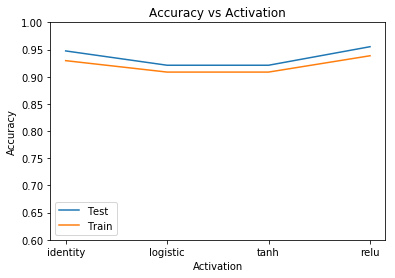 Accuracy vs Activation
1.00
0.95
0.90
0.85
0.80
0.75
0.70
0.65
0.60
Accuracy
Test
Train
identity logistic tanh relu
Activation